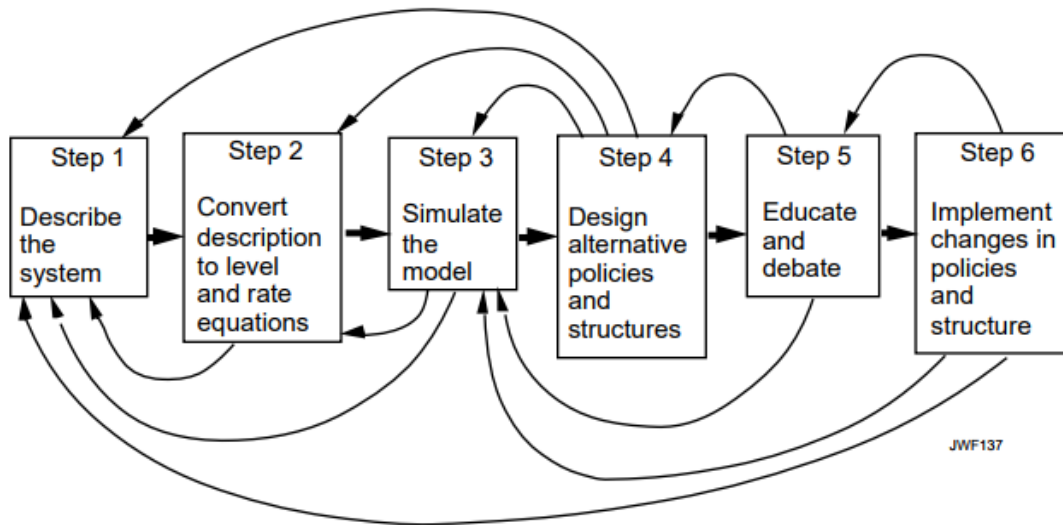 Step 1
Describe
the
system
Step 2
Convert
description
to level
and rate
equations
Step 3
Simulate
the
model
Step 4
Design
alternative
policies
and
structures
Step 5
Educate
and
debate
Step 6
Implement
changes in
policies
and
structure
JWF137